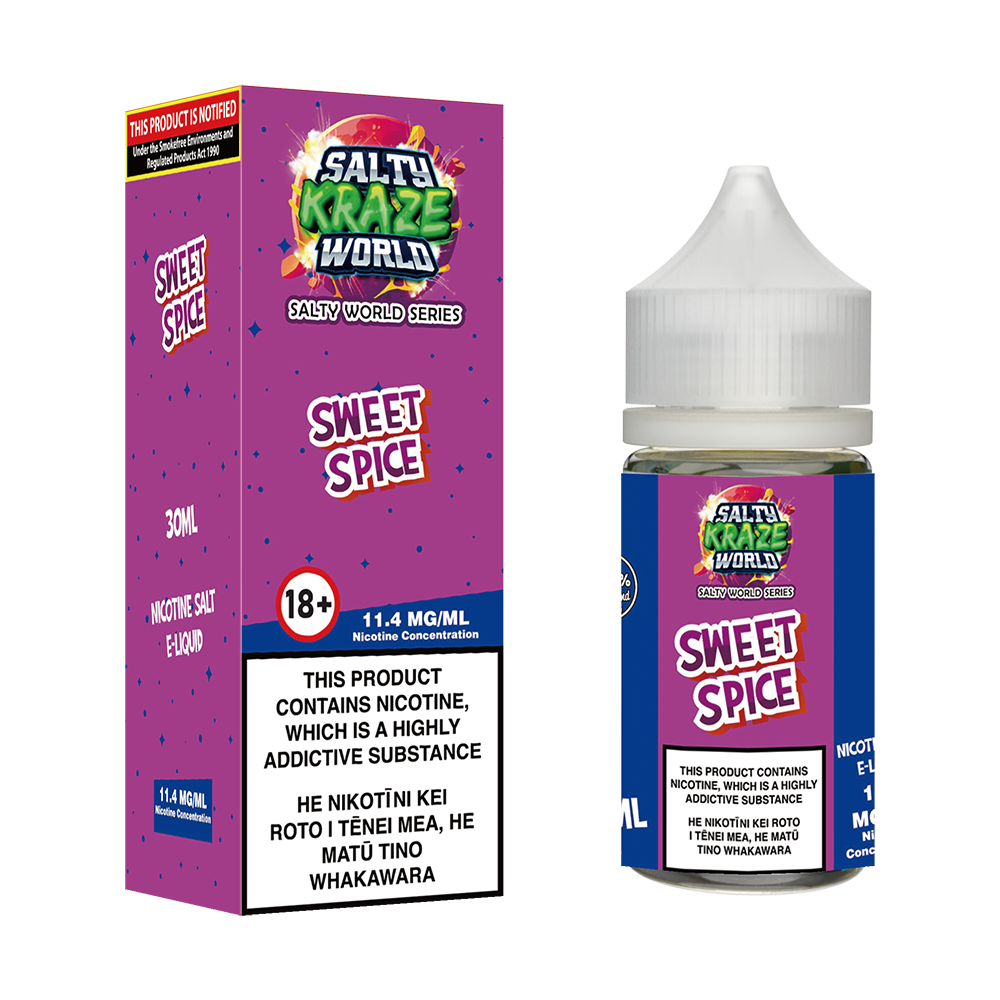 THIS PRODUCT IS NOTIFIED
Under the Smokefree Environments and
Regulated Products Act 1990
SWEET
SPICE
30ML
NICOTINE SALT
E-LIQUID
11.4 MG/ML
Nicotine Concentration
SALTY
KRAZE
WORLD
SALTY WORLD SERIES
SWEET
SPICE
18+
11.4 MG/ML
Nicotine Concentration
THIS PRODUCT
CONTAINS NICOTINE,
WHICH IS A HIGHLY
ADDICTIVE SUBSTANCE
HE NIKOTĪNI KEI
ROTO I TĒNEI MEA, HE
MATŪ TINO
WHAKAWARA
SALTY
KRAZE
WORLD
SALTY WORLD SERIES
SWEET
SPICE
THIS PRODUCT CONTAINS
NICOTINE, WHICH IS A HIGHLY
ADDICTIVE SUBSTANCE
HE NIKOTĪNI KEI ROTO
I TĒNEI MEA, HE MATŪ
TINO WHAKAWARA
ML